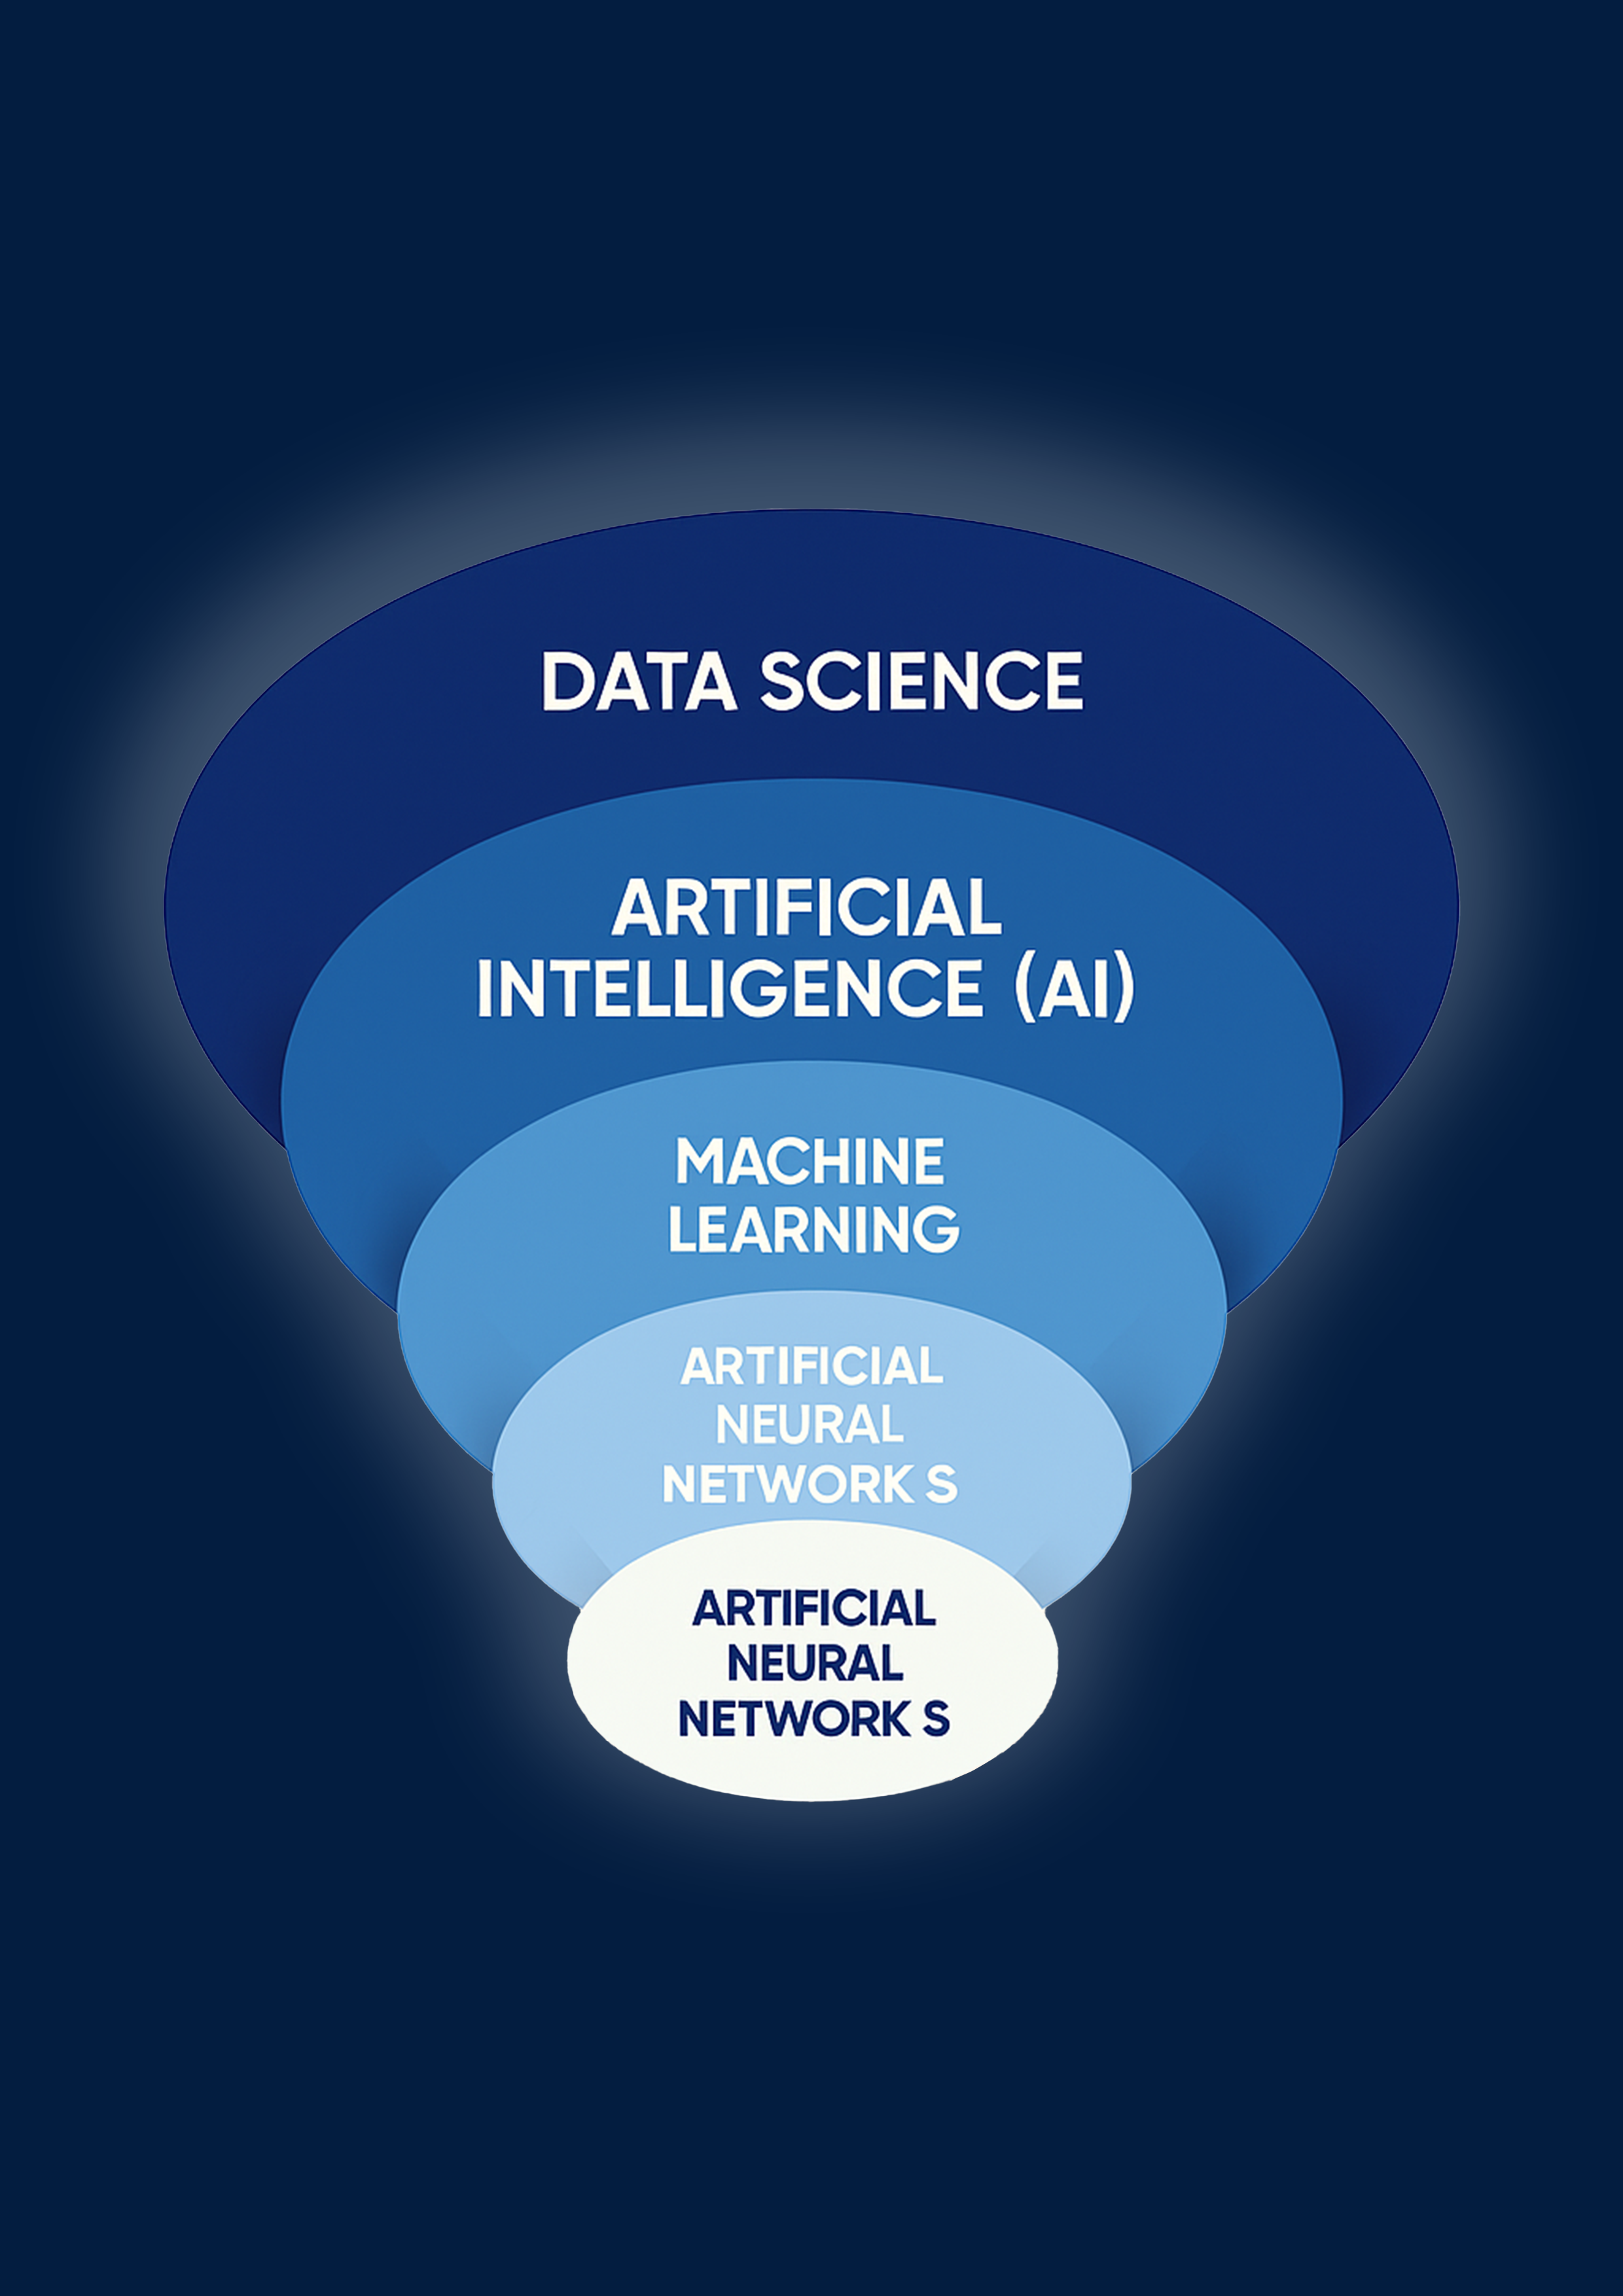 DATA SCIENCE
ARTIFICIAL
INTELLIGENCE (AI)
MACHINE
LEARNING
ARTIFICIAL
NEURAL
NETWORK S
ARTIFICIAL
NEURAL
NETWORK S